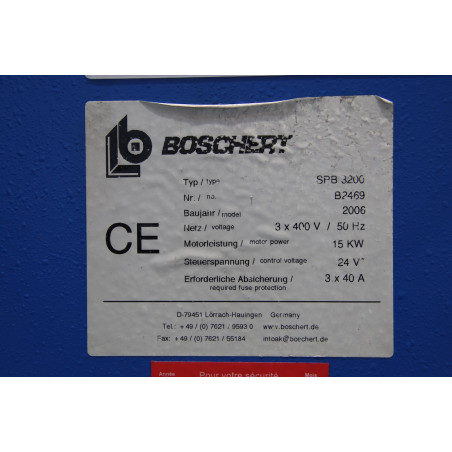 BOSCHERT
Typ / type SPB 3200
Nr. / no. B2469
Baujahr / model 2006
Netz / voltage 3 x 400 V / 50 Hz
CE
Motorleistung / motor power 15 KW
Steuerspannung / control voltage 24 V~
Erforderliche Absicherung / 3 x 40 A
required fuse protection
D-79451 Lörrach-Hauingen Germany
Tel.: + 49 / (0) 7621 / 9593 0 www.boschert.de
Fax: + 49 / (0) 7621 / 55184 infoak@boschert.de
Année Pour votre sécurité Mois